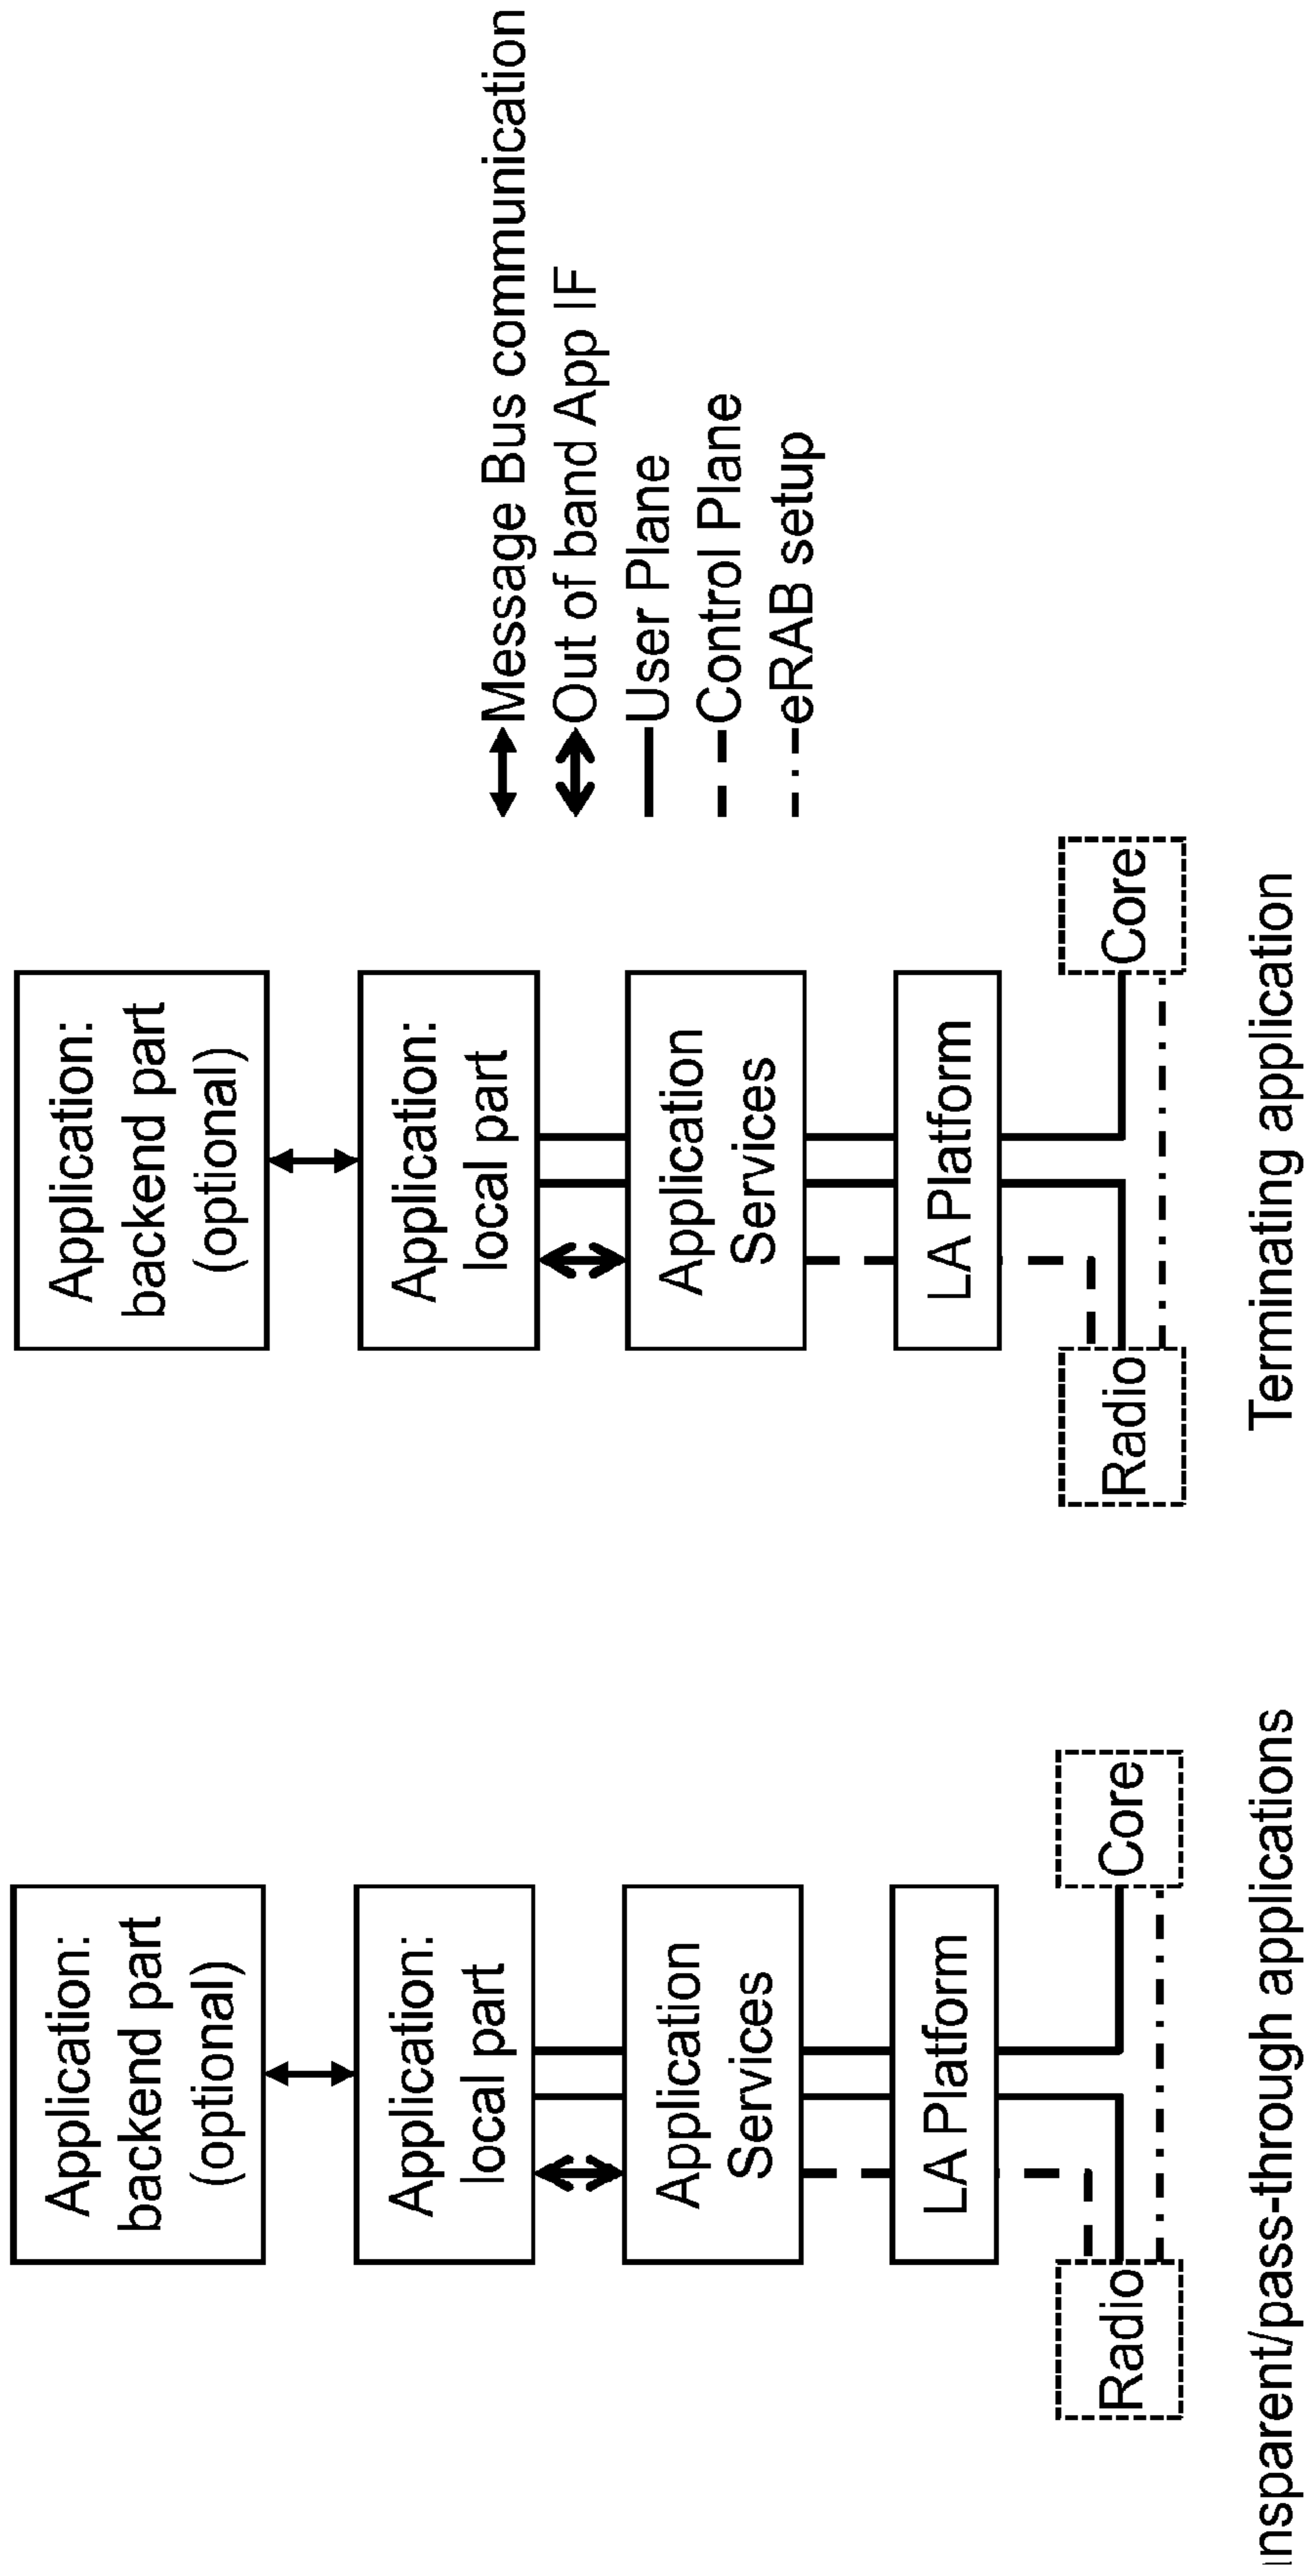 Application:
backend part
(optional)
Application:
local part
Application
Services
LA Platform
Radio
Core
nsparent/pass-through applications
Application:
backend part
(optional)
Application:
local part
Application
Services
LA Platform
Radio
Core
Terminating application
Message Bus communication
Out of band App IF
User Plane
Control Plane
eRAB setup